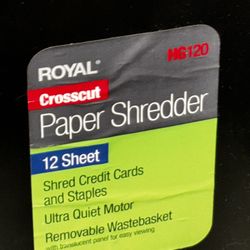 ROYAL®
HG120
Crosscut
Paper Shredder
12 Sheet
Shred Credit Cards
and Staples
Ultra Quiet Motor
Removable Wastebasket
with translucent panel for easy viewing